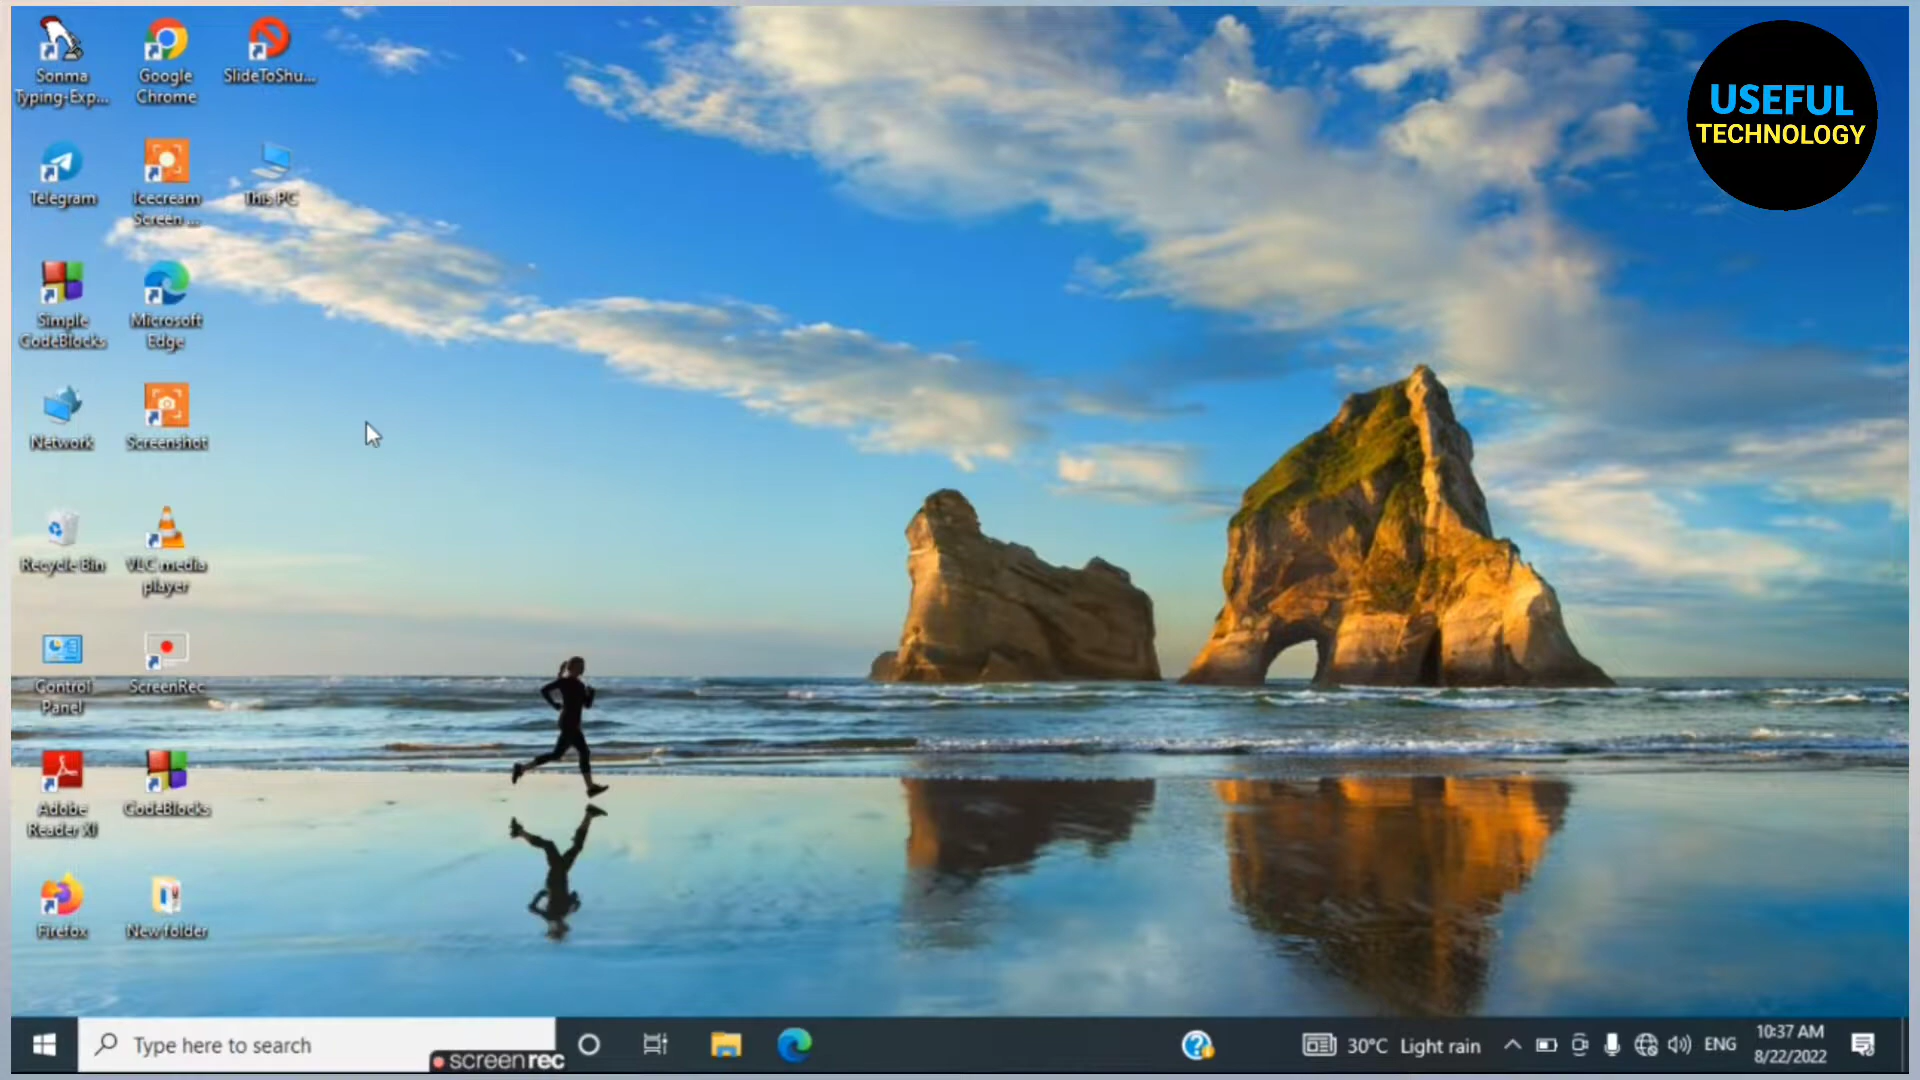 Sonma
Typing-Exp...
Google
Chrome
SlideToShu...
USEFUL
TECHNOLOGY
Telegram
Icecream
Screen ...
This PC
Simple
CodeBlocks
Microsoft
Edge
Network
Screenshot
Recycle Bin
VLC media
player
Control
Panel
ScreenRec
Adobe
Reader XI
CodeBlocks
Firefox
New folder
Type here to search
screenrec
30°C Light rain
ENG
10:37 AM
8/22/2022